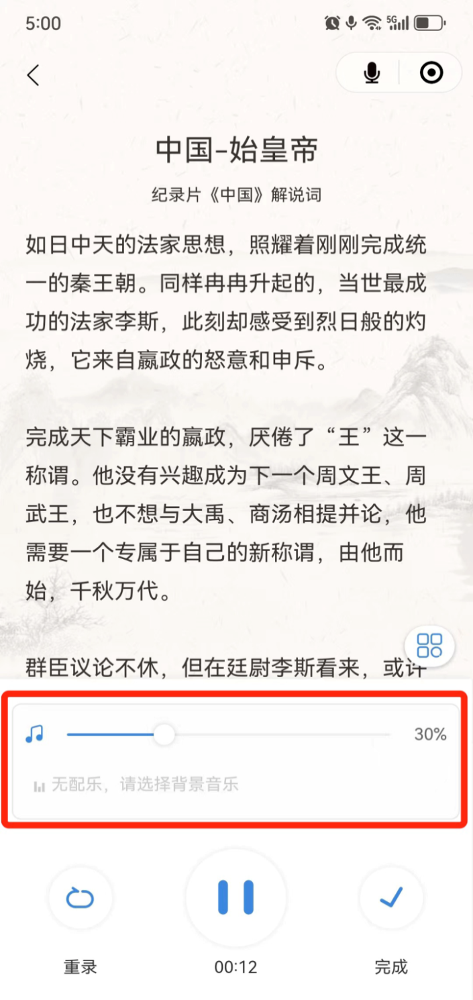 5:00
5G
中国-始皇帝
纪录片《中国》解说词
如日中天的法家思想，照耀着刚刚完成统
一的秦王朝。同样冉冉升起的，当世最成
功的法家李斯，此刻却感受到烈日般的灼
烧，它来自嬴政的怒意和申斥。
完成天下霸业的嬴政，厌倦了“王”这一
称谓。他没有兴趣成为下一个周文王、周
武王，也不想与大禹、商汤相提并论，他
需要一个专属于自己的新称谓，由他而
始，千秋万代。
群臣议论不休，但在廷尉李斯看来，或许
30%
无配乐，请选择背景音乐
重录
00:12
完成